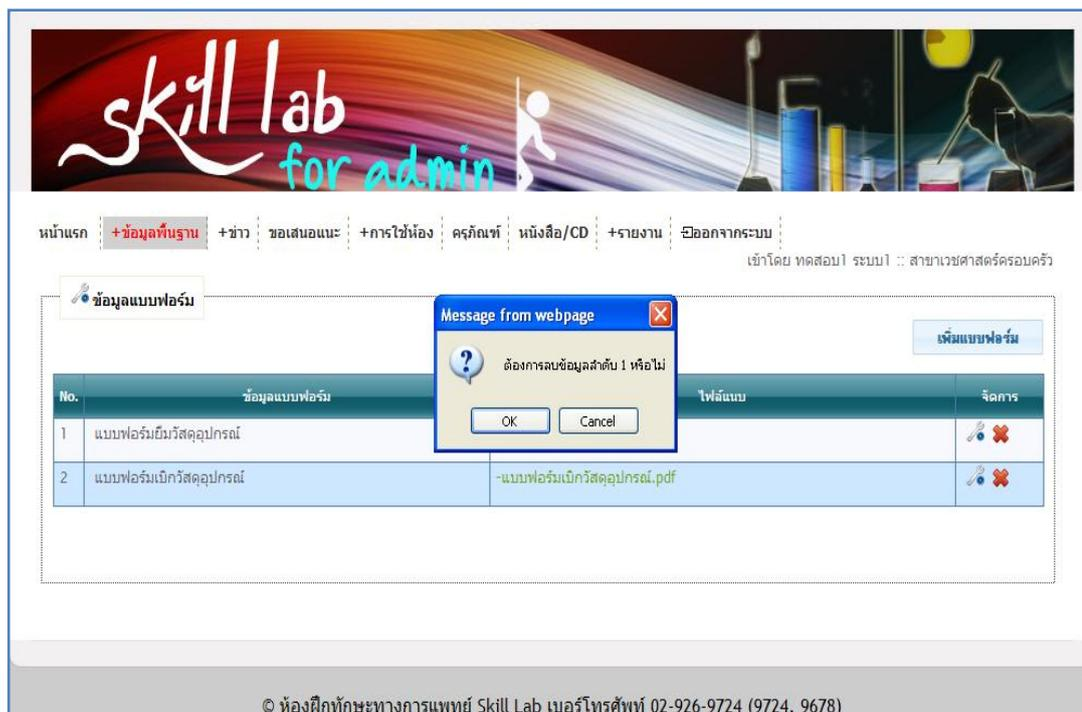 skill lab
for admin
หน้าแรก +ข้อมูลพื้นฐาน +ข่าว ขอเสนอแนะ +การใช้ห้อง ครุภัณฑ์ หนังสือ/CD +รายงาน ออกจากระบบ
เข้าโดย ทดสอบ1 ระบบ1 :: สาขาเวชศาสตร์ครอบครัว
ข้อมูลแบบฟอร์ม
Message from webpage
ต้องการลบข้อมูลลำดับ 1 หรือไม่
OK Cancel
เพิ่มแบบฟอร์ม
No. ข้อมูลแบบฟอร์ม ไฟล์แนบ จัดการ
1 แบบฟอร์มยืมวัสดุอุปกรณ์
2 แบบฟอร์มเบิกวัสดุอุปกรณ์ -แบบฟอร์มเบิกวัสดุอุปกรณ์.pdf
© ห้องฝึกทักษะทางการแพทย์ Skill Lab เบอร์โทรศัพท์ 02-926-9724 (9724, 9678)